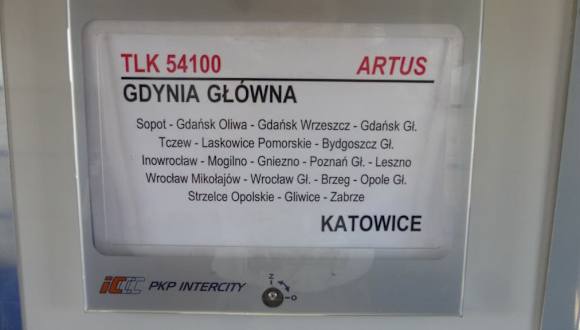 TLK 54100 ARTUS
GDYNIA GŁÓWNA
Sopot - Gdańsk Oliwa - Gdańsk Wrzeszcz - Gdańsk Gł.
Tczew - Laskowice Pomorskie - Bydgoszcz Gł.
Inowrocław - Mogilno - Gniezno - Poznań Gł. - Leszno
Wrocław Mikołajów - Wrocław Gł. - Brzeg - Opole Gł.
Strzelce Opolskie - Gliwice - Zabrze
KATOWICE
IC PKP INTERCITY
Z
O